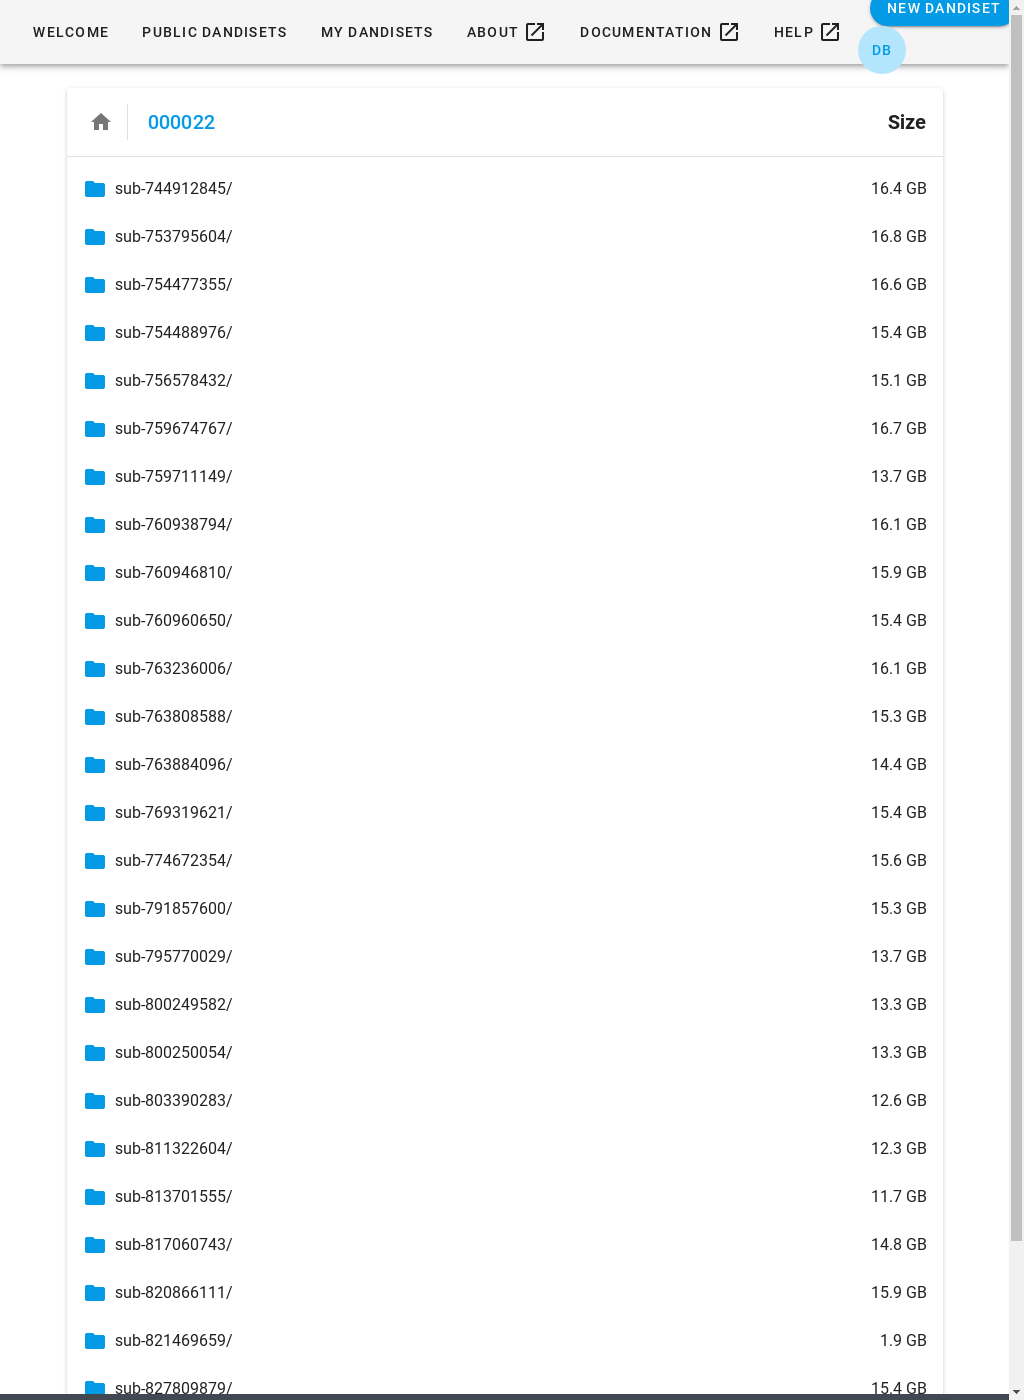 WELCOME PUBLIC DANDISETS MY DANDISETS ABOUT DOCUMENTATION HELP NEW DANDISET
DB
000022 Size
sub-744912845/ 16.4 GB
sub-753795604/ 16.8 GB
sub-754477355/ 16.6 GB
sub-754488976/ 15.4 GB
sub-756578432/ 15.1 GB
sub-759674767/ 16.7 GB
sub-759711149/ 13.7 GB
sub-760938794/ 16.1 GB
sub-760946810/ 15.9 GB
sub-760960650/ 15.4 GB
sub-763236006/ 16.1 GB
sub-763808588/ 15.3 GB
sub-763884096/ 14.4 GB
sub-769319621/ 15.4 GB
sub-774672354/ 15.6 GB
sub-791857600/ 15.3 GB
sub-795770029/ 13.7 GB
sub-800249582/ 13.3 GB
sub-800250054/ 13.3 GB
sub-803390283/ 12.6 GB
sub-811322604/ 12.3 GB
sub-813701555/ 11.7 GB
sub-817060743/ 14.8 GB
sub-820866111/ 15.9 GB
sub-821469659/ 1.9 GB
sub-827809879/ 15.4 GB